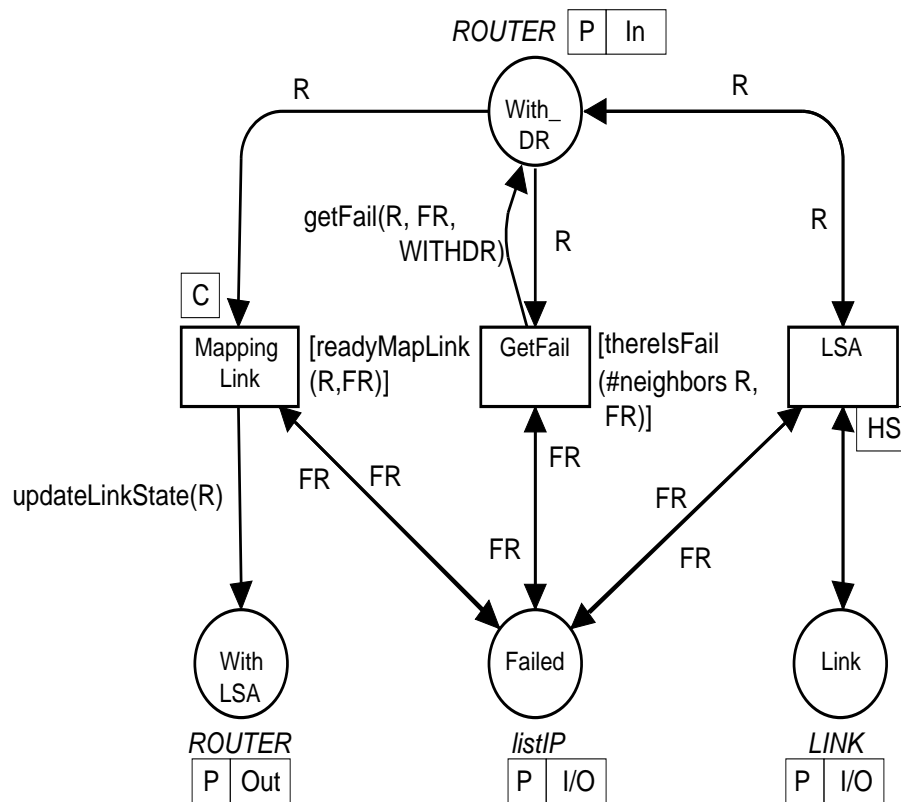 ROUTER P In
R
R
With_
DR
getFail(R, FR,
WITHDR)
R
C
Mapping
Link
[readyMapLink
(R,FR)]
GetFail
[thereIsFail
(#neighbors R,
FR)]
LSA
HS
FR
FR
FR
FR
FR
FR
updateLinkState(R)
With
LSA
Failed
Link
ROUTER
listIP
LINK
P Out
P I/O
P I/O